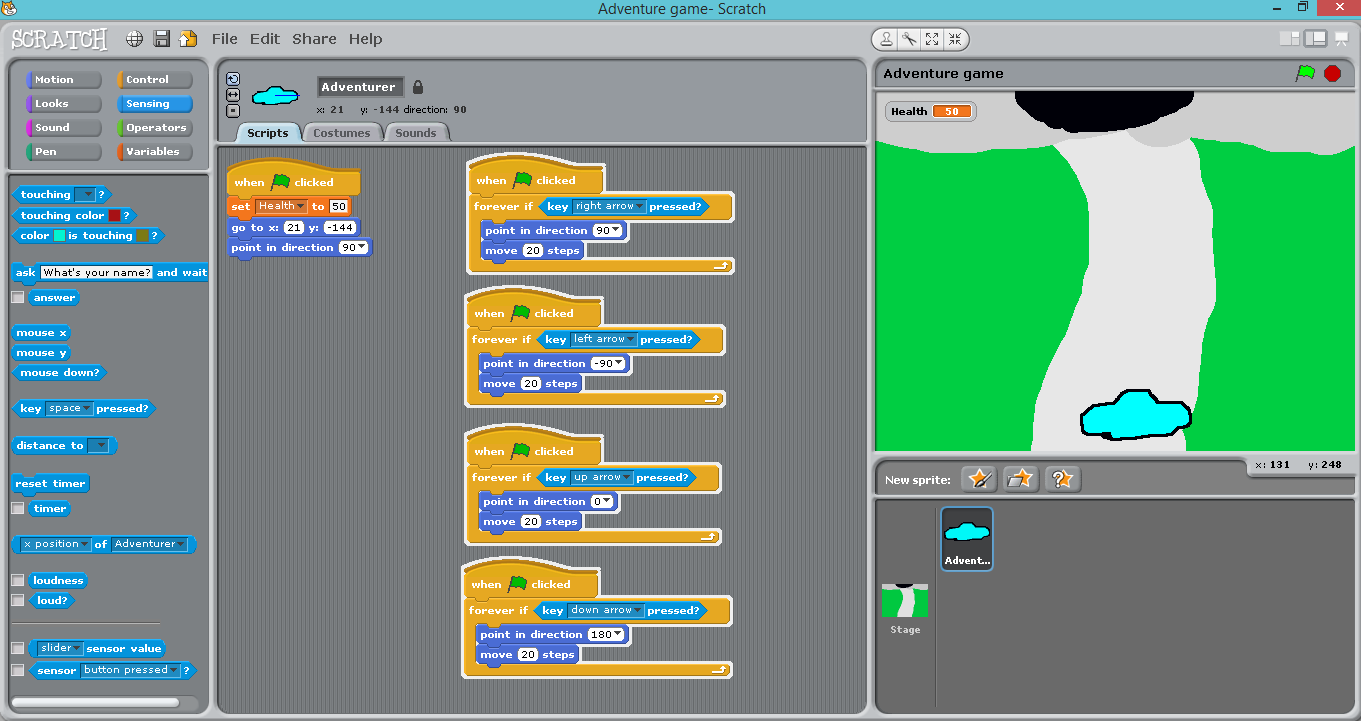 Adventure game- Scratch
SCRATCH File Edit Share Help
Motion Control
Looks Sensing
Sound Operators
Pen Variables
touching ?
touching color ?
color is touching ?
ask What's your name? and wait
answer
mouse x
mouse y
mouse down?
key space pressed?
distance to
reset timer
timer
x position of Adventurer
loudness
loud?
slider sensor value
sensor button pressed ?
Adventurer
x: 21 y: -144 direction: 90
Scripts Costumes Sounds
when clicked
set Health to 50
go to x: 21 y: -144
point in direction 90
when clicked
forever if key right arrow pressed?
point in direction 90
move 20 steps
when clicked
forever if key left arrow pressed?
point in direction -90
move 20 steps
when clicked
forever if key up arrow pressed?
point in direction 0
move 20 steps
when clicked
forever if key down arrow pressed?
point in direction 180
move 20 steps
Adventure game
Health 50
x: 131 y: 248
New sprite:
Advent...
Stage